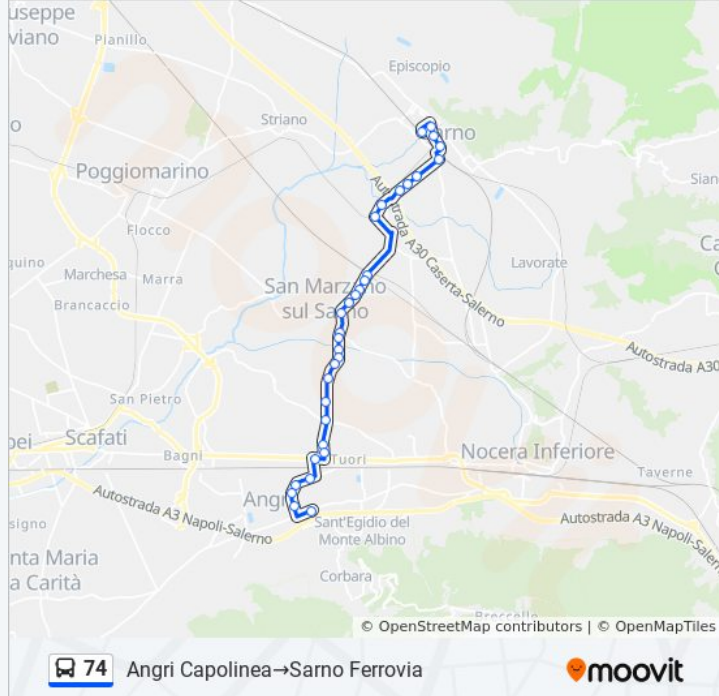 useppe
viano
Pianillo
Episcopio
Striano
rno
Poggiomarino
Sian
Flocco
Autostrada A30 Caserta-Salerno
Ca
quino
Marchesa
Marra
Lavorate
San Marzano
sul Sarno
Brancaccio
Autostrada A30
San Pietro
pei
Scafati
Bagni
Tuori
Nocera Inferiore
Taverne
Angri
Autostrada A3 Napoli-Salerno
Sant'Egidio del
Monte Albino
Autostrada A3 Napoli-Salerno
signo
nta Maria
a Carità
Corbara
© OpenStreetMap contributors | © OpenMapTiles
74 Angri Capolinea→Sarno Ferrovia
moovit